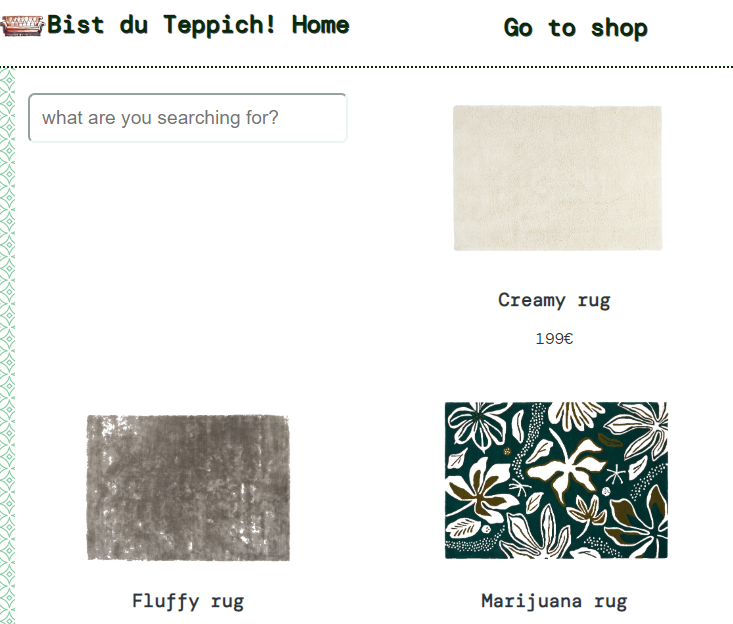 Bist du Teppich! Home
Go to shop
what are you searching for?
Creamy rug
199€
Fluffy rug
Marijuana rug